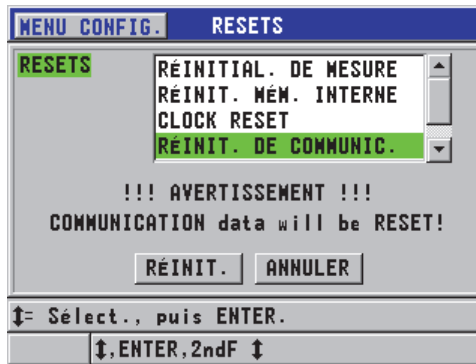 MENU CONFIG. RESETS
RESETS
RÉINITIAL. DE MESURE
RÉINIT. MÉM. INTERNE
CLOCK RESET
RÉINIT. DE COMMUNIC.
!!! AVERTISSEMENT !!!
COMMUNICATION data will be RESET!
RÉINIT. ANNULER
↕= Sélect., puis ENTER.
↕,ENTER,2ndF ↕